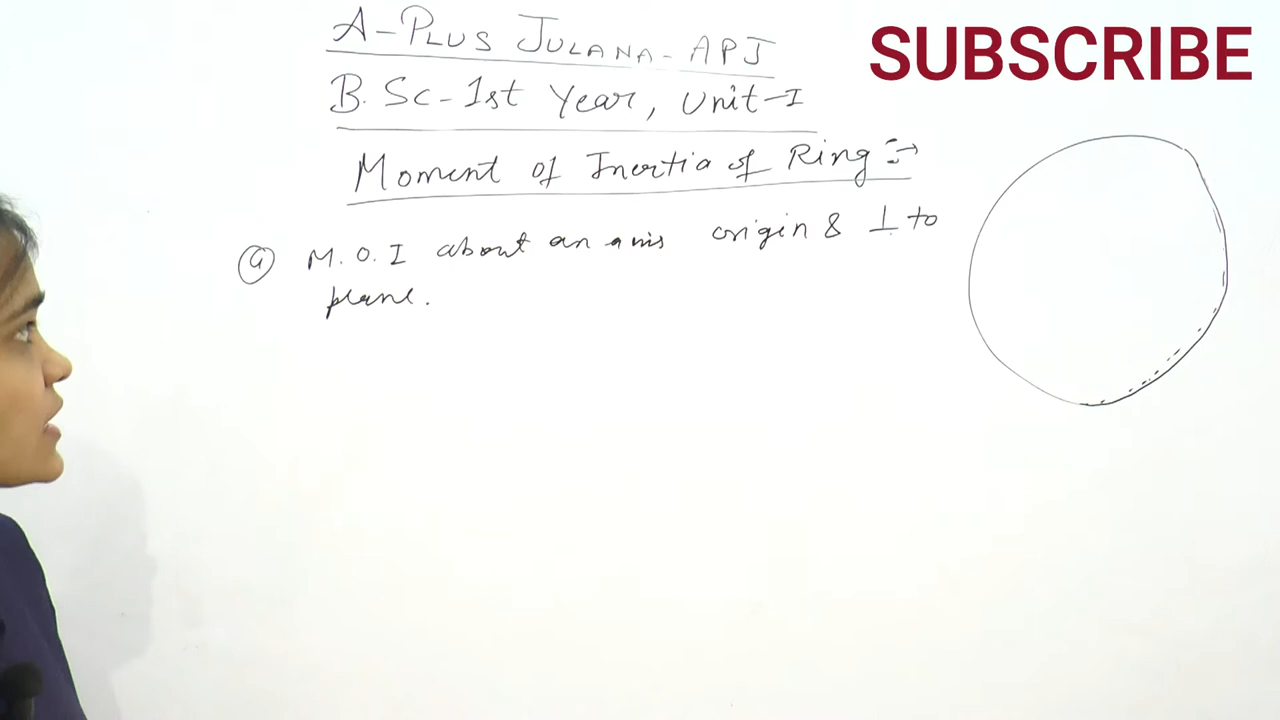 A-PLUS JULANA-APJ
SUBSCRIBE
B.Sc-1st Year, Unit-I
Moment of Inertia of Ring :→
(a) M.O.I about an axis origin & ⊥ to
plane.